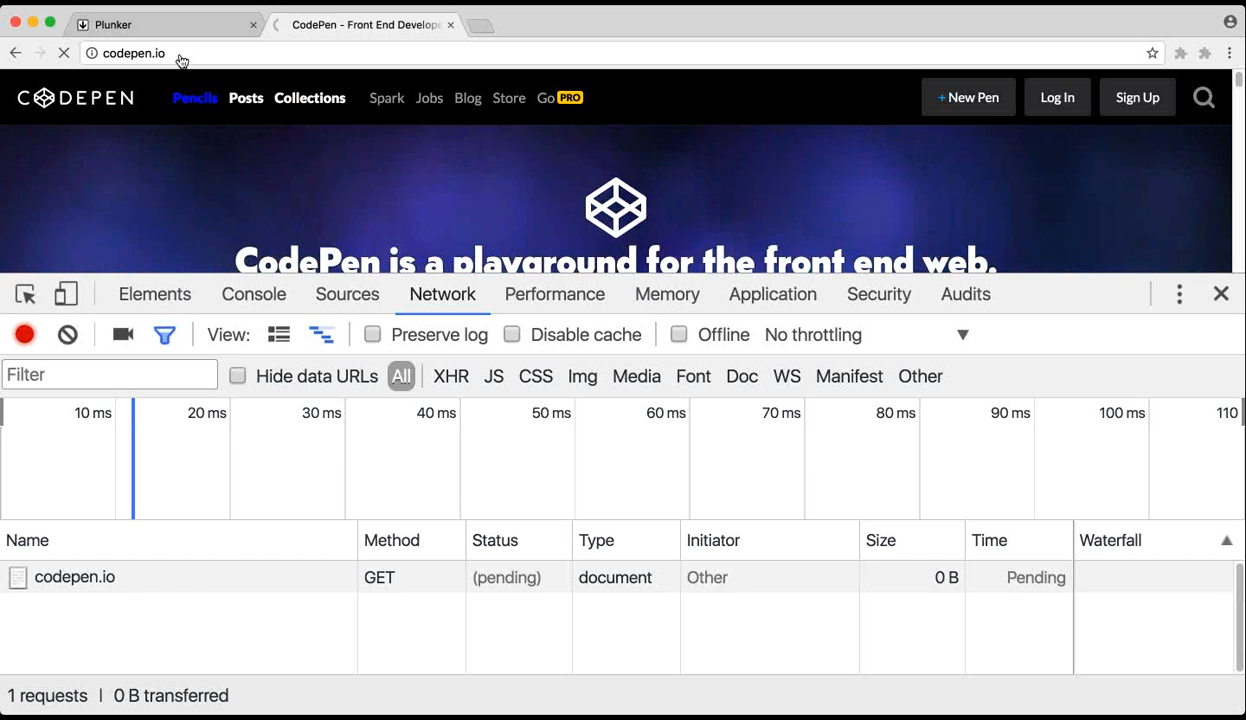 Plunker
CodePen - Front End Develope
codepen.io
CODEPEN Pencils Posts Collections Spark Jobs Blog Store Go PRO + New Pen Log In Sign Up
CodePen is a playground for the front end web.
Elements Console Sources Network Performance Memory Application Security Audits
View: Preserve log Disable cache Offline No throttling
Filter Hide data URLs All XHR JS CSS Img Media Font Doc WS Manifest Other
10 ms 20 ms 30 ms 40 ms 50 ms 60 ms 70 ms 80 ms 90 ms 100 ms 110
Name Method Status Type Initiator Size Time Waterfall
codepen.io GET (pending) document Other 0 B Pending
1 requests | 0 B transferred